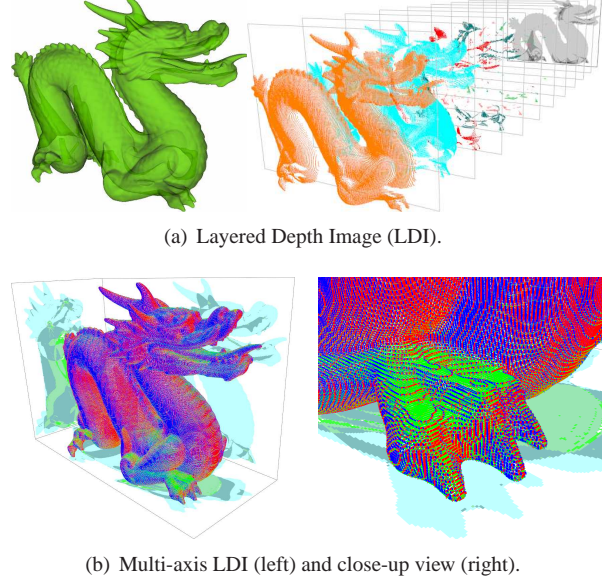 (a) Layered Depth Image (LDI).
(b) Multi-axis LDI (left) and close-up view (right).